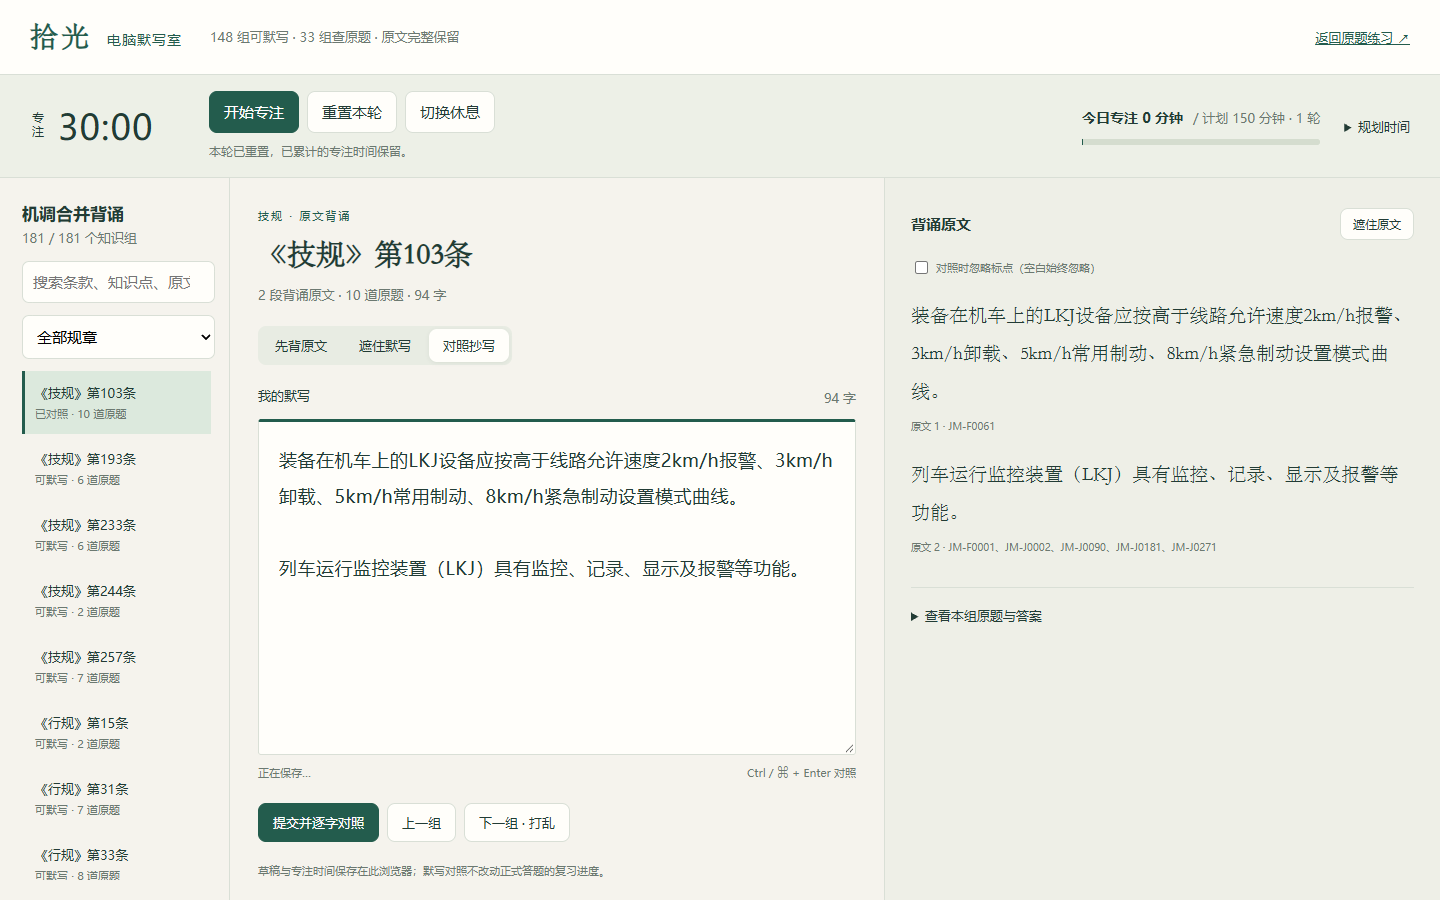 拾光 电脑默写室 148 组可默写 · 33 组查原题 · 原文完整保留 返回原题练习 ↗
专注 30:00 开始专注 重置本轮 切换休息
本轮已重置，已累计的专注时间保留。
今日专注 0 分钟 / 计划 150 分钟 · 1 轮 ▶ 规划时间
机调合并背诵
181 / 181 个知识组
搜索条款、知识点、原文
全部规章
《技规》第103条
已对照 · 10 道原题
《技规》第193条
可默写 · 6 道原题
《技规》第233条
可默写 · 6 道原题
《技规》第244条
可默写 · 2 道原题
《技规》第257条
可默写 · 7 道原题
《行规》第15条
可默写 · 2 道原题
《行规》第31条
可默写 · 7 道原题
《行规》第33条
可默写 · 8 道原题
技规 · 原文背诵
《技规》第103条
2 段背诵原文 · 10 道原题 · 94 字
先背原文 遮住默写 对照抄写
我的默写 94 字
装备在机车上的LKJ设备应按高于线路允许速度2km/h报警、3km/h
卸载、5km/h常用制动、8km/h紧急制动设置模式曲线。
列车运行监控装置（LKJ）具有监控、记录、显示及报警等功能。
正在保存… Ctrl / ⌘ + Enter 对照
提交并逐字对照 上一组 下一组 · 打乱
草稿与专注时间保存在此浏览器；默写对照不改动正式答题的复习进度。
背诵原文 遮住原文
对照时忽略标点（空白始终忽略）
装备在机车上的LKJ设备应按高于线路允许速度2km/h报警、
3km/h卸载、5km/h常用制动、8km/h紧急制动设置模式曲
线。
原文 1 · JM-F0061
列车运行监控装置（LKJ）具有监控、记录、显示及报警等
功能。
原文 2 · JM-F0001、JM-J0002、JM-J0090、JM-J0181、JM-J0271
▶ 查看本组原题与答案